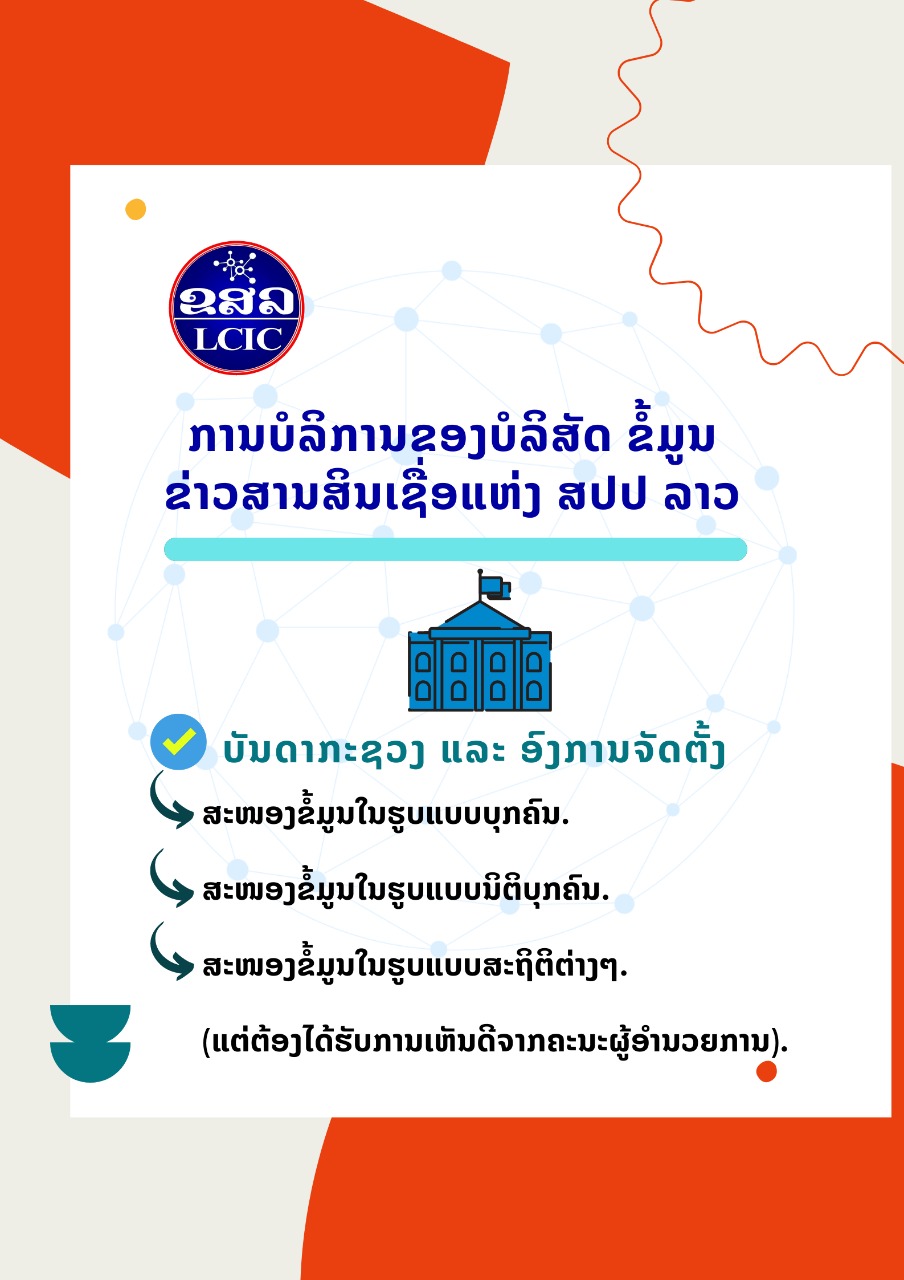 ຂສລ
LCIC
ການບໍລິການຂອງບໍລິສັດ ຂໍ້ມູນ
ຂ່າວສານສິນເຊື່ອແຫ່ງ ສປປ ລາວ
ບັນດາກະຊວງ ແລະ ອົງການຈັດຕັ້ງ
ສະໜອງຂໍ້ມູນໃນຮູບແບບບຸກຄົນ.
ສະໜອງຂໍ້ມູນໃນຮູບແບບນິຕິບຸກຄົນ.
ສະໜອງຂໍ້ມູນໃນຮູບແບບສະຖິຕິຕ່າງໆ.
(ແຕ່ຕ້ອງໄດ້ຮັບການເຫັນດີຈາກຄະນະຜູ້ອຳນວຍການ).